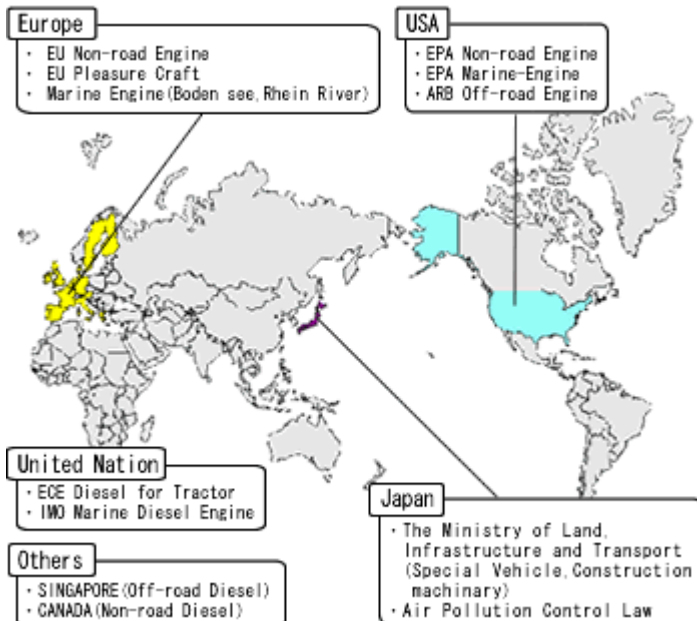 Europe
・ EU Non-road Engine
・ EU Pleasure Craft
・ Marine Engine(Boden see,Rhein River)
USA
・EPA Non-road Engine
・EPA Marine-Engine
・ARB Off-road Engine
United Nation
・ECE Diesel for Tractor
・IMO Marine Diesel Engine
Others
・SINGAPORE(Off-road Diesel)
・CANADA(Non-road Diesel)
Japan
・The Ministry of Land,
Infrastructure and Transport
(Special Vehicle,Construction
machinary)
・Air Pollution Control Law